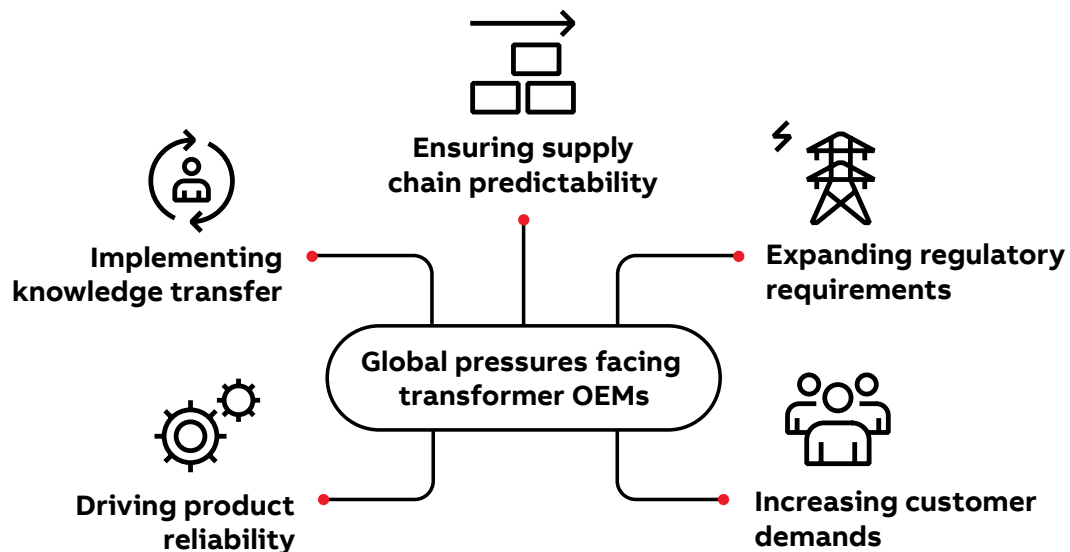 Ensuring supply
chain predictability
Implementing
knowledge transfer
Expanding regulatory
requirements
Global pressures facing
transformer OEMs
Driving product
reliability
Increasing customer
demands